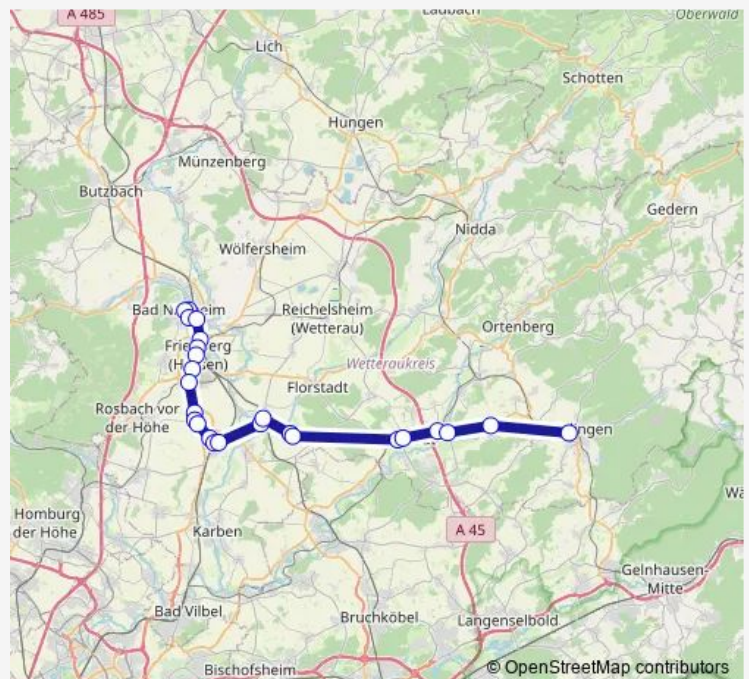 A 485
Lich
Oberwald
Schotten
Hungen
Münzenberg
Butzbach
Gedern
Nidda
Wölfersheim
Reichelsheim
(Wetterau)
Ortenberg
Wetteraukreis
(Hessen)
Florstadt
Rosbach vor
der Höhe
Homburg
der Höhe
A 45
Karben
Gelnhausen-
Mitte
Bad Vilbel
Bruchköbel
Langenselbold
Bischofsheim
© OpenStreetMap contributors